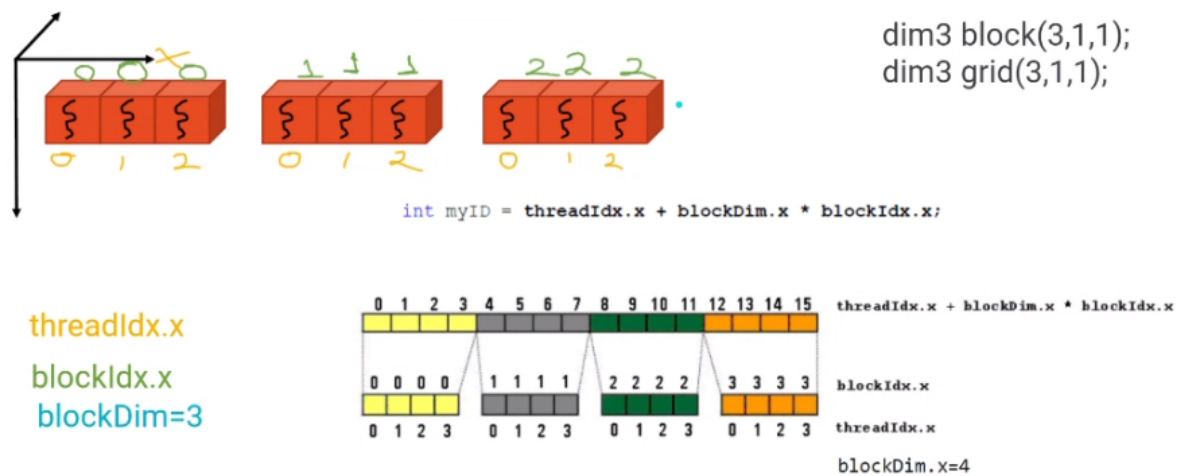 dim3 block(3,1,1);
dim3 grid(3,1,1);
x
0 0 0 1 1 1 2 2 2
0 1 2 0 1 2 0 1 2
int myID = threadIdx.x + blockDim.x * blockIdx.x;
threadIdx.x
blockIdx.x
blockDim=3
0 1 2 3 4 5 6 7 8 9 10 11 12 13 14 15 threadIdx.x + blockDim.x * blockIdx.x
0 0 0 0 1 1 1 1 2 2 2 2 3 3 3 3 blockIdx.x
0 1 2 3 0 1 2 3 0 1 2 3 0 1 2 3 threadIdx.x
blockDim.x=4